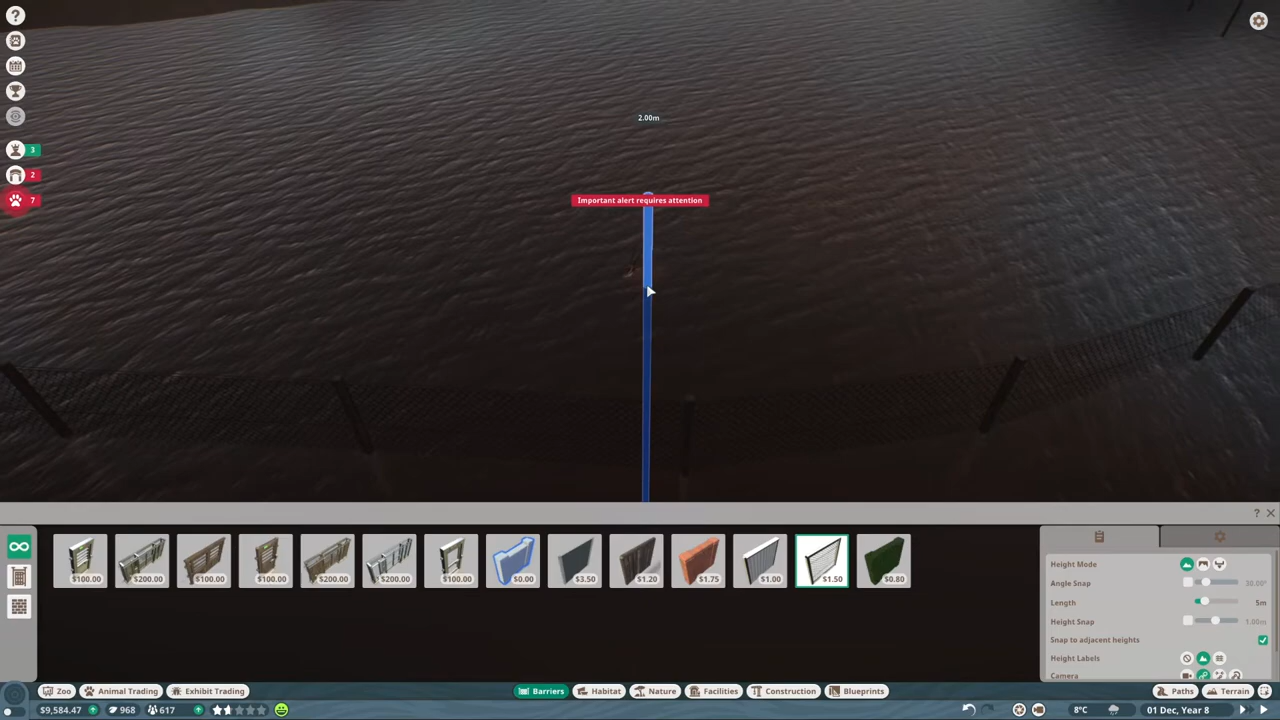 ?
2.00m
3
2
7
Important alert requires attention
? ×
$100.00 $200.00 $100.00 $100.00 $200.00 $200.00 $100.00 $0.00 $3.50 $1.20 $1.75 $1.00 $1.50 $0.80
Height Mode
Angle Snap 30.00°
Length 5m
Height Snap 1.00m
Snap to adjacent heights
Height Labels
Camera
Zoo Animal Trading Exhibit Trading Barriers Habitat Nature Facilities Construction Blueprints Paths Terrain
$9,584.47 968 617 8°C 01 Dec, Year 8